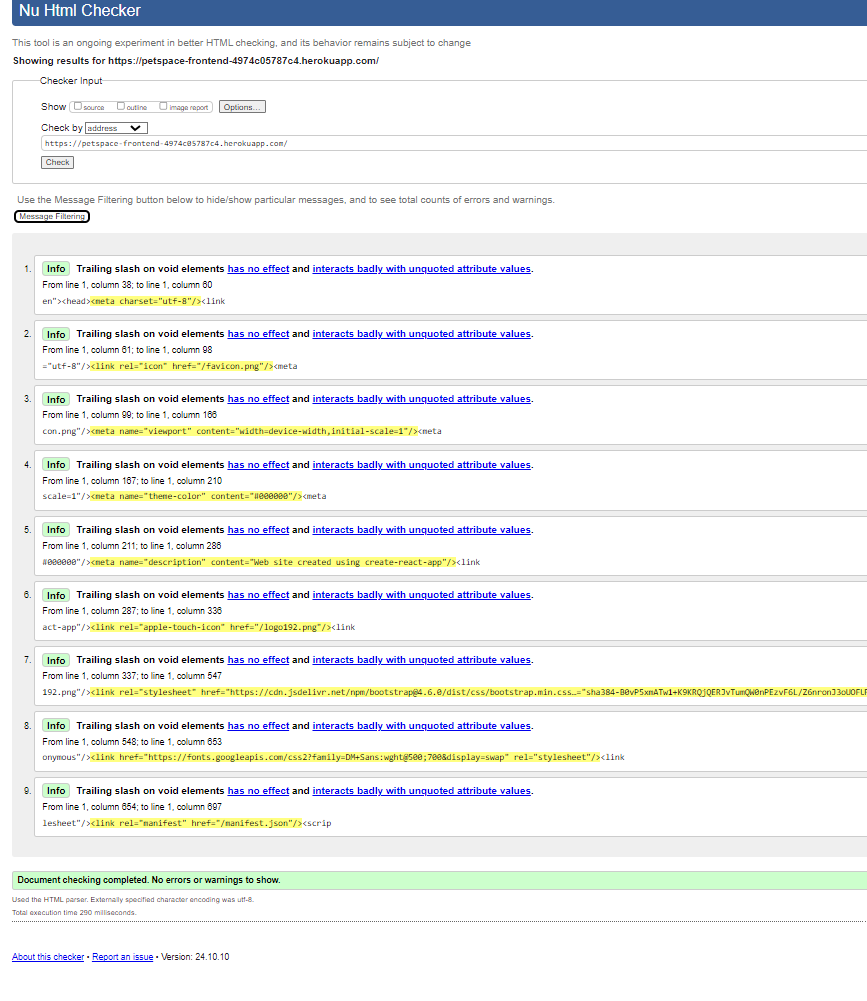 Nu Html Checker
This tool is an ongoing experiment in better HTML checking, and its behavior remains subject to change
Showing results for https://petspace-frontend-4974c05787c4.herokuapp.com/
Checker Input
Show source outline image report Options...
Check by address
https://petspace-frontend-4974c05787c4.herokuapp.com/
Check
Use the Message Filtering button below to hide/show particular messages, and to see total counts of errors and warnings.
Message Filtering
1. Info Trailing slash on void elements has no effect and interacts badly with unquoted attribute values.
From line 1, column 38; to line 1, column 60
en"><head><meta charset="utf-8"/><link
2. Info Trailing slash on void elements has no effect and interacts badly with unquoted attribute values.
From line 1, column 61; to line 1, column 98
="utf-8"/><link rel="icon" href="/favicon.png"/><meta
3. Info Trailing slash on void elements has no effect and interacts badly with unquoted attribute values.
From line 1, column 99; to line 1, column 166
con.png"/><meta name="viewport" content="width=device-width,initial-scale=1"/><meta
4. Info Trailing slash on void elements has no effect and interacts badly with unquoted attribute values.
From line 1, column 167; to line 1, column 210
scale=1"/><meta name="theme-color" content="#000000"/><meta
5. Info Trailing slash on void elements has no effect and interacts badly with unquoted attribute values.
From line 1, column 211; to line 1, column 286
#000000"/><meta name="description" content="Web site created using create-react-app"/><link
6. Info Trailing slash on void elements has no effect and interacts badly with unquoted attribute values.
From line 1, column 287; to line 1, column 336
act-app"/><link rel="apple-touch-icon" href="/logo192.png"/><link
7. Info Trailing slash on void elements has no effect and interacts badly with unquoted attribute values.
From line 1, column 337; to line 1, column 547
192.png"/><link rel="stylesheet" href="https://cdn.jsdelivr.net/npm/bootstrap@4.6.0/dist/css/bootstrap.min.css…="sha384-B0vP5xmATw1+K9KRQjQERJvTumQW0nPEzvF6L/Z6nronJ3oUOFUF
8. Info Trailing slash on void elements has no effect and interacts badly with unquoted attribute values.
From line 1, column 548; to line 1, column 653
onymous"/><link href="https://fonts.googleapis.com/css2?family=DM+Sans:wght@500;700&display=swap" rel="stylesheet"/><link
9. Info Trailing slash on void elements has no effect and interacts badly with unquoted attribute values.
From line 1, column 654; to line 1, column 697
lesheet"/><link rel="manifest" href="/manifest.json"/><scrip
Document checking completed. No errors or warnings to show.
Used the HTML parser. Externally specified character encoding was utf-8.
Total execution time 290 milliseconds.
About this checker • Report an issue • Version: 24.10.10